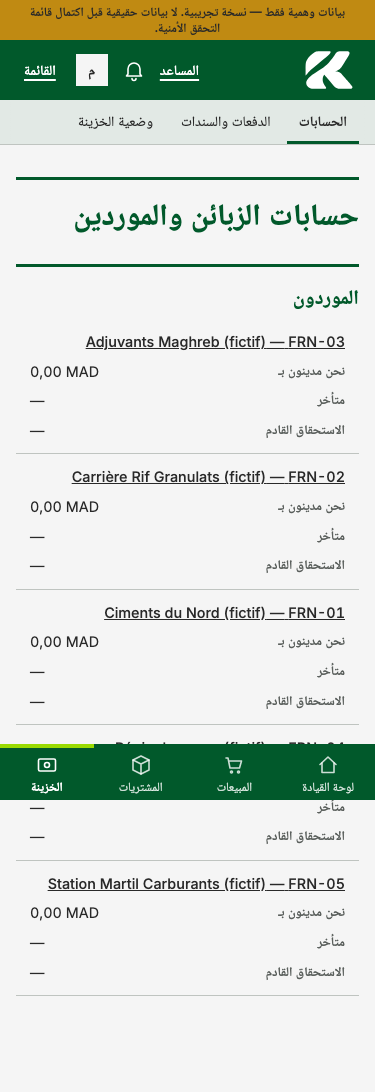 بيانات وهمية فقط — نسخة تجريبية. لا بيانات حقيقية قبل اكتمال قائمة
التحقق الأمنية.
المساعد
م
القائمة
الحسابات
الدفعات والسندات
وضعية الخزينة
حسابات الزبائن والموردين
الموردون
Adjuvants Maghreb (fictif) — FRN-03
نحن مدينون بـ 0,00 MAD
متأخر —
الاستحقاق القادم —
Carrière Rif Granulats (fictif) — FRN-02
نحن مدينون بـ 0,00 MAD
متأخر —
الاستحقاق القادم —
Ciments du Nord (fictif) — FRN-01
نحن مدينون بـ 0,00 MAD
متأخر —
الاستحقاق القادم —
لوحة القيادة
المبيعات
المشتريات
الخزينة
متأخر —
الاستحقاق القادم —
Station Martil Carburants (fictif) — FRN-05
نحن مدينون بـ 0,00 MAD
متأخر —
الاستحقاق القادم —